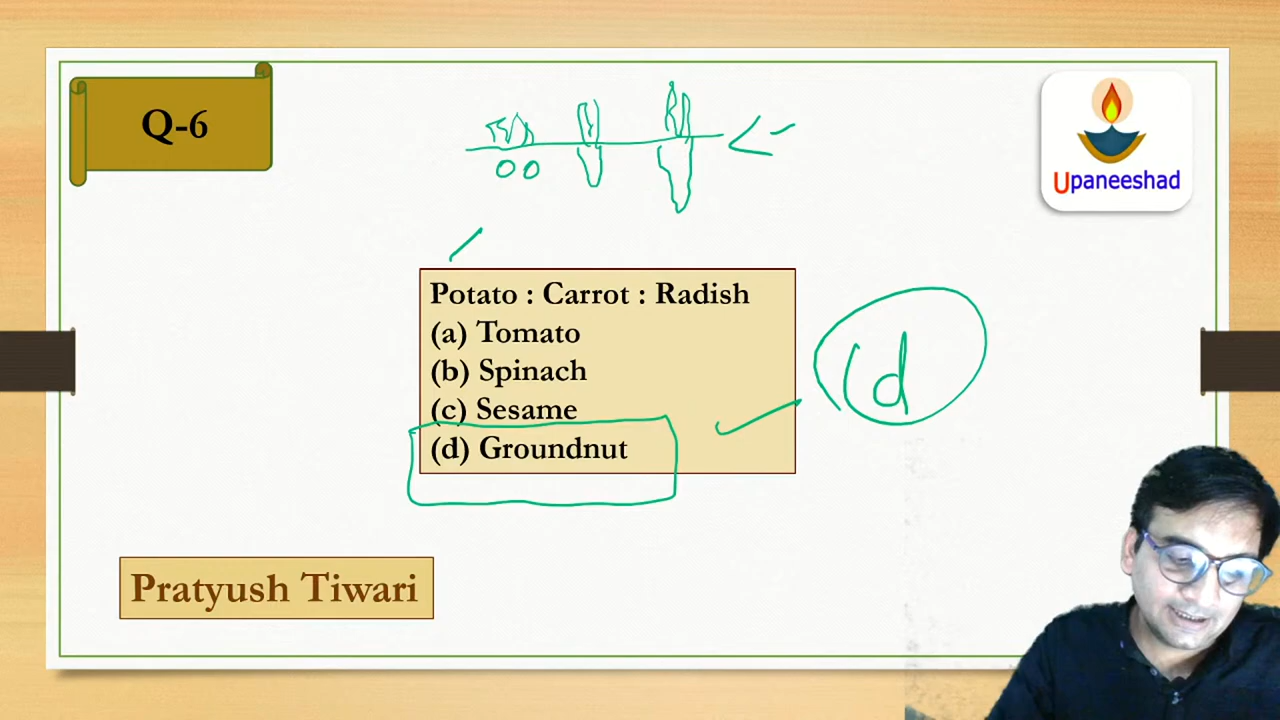 Q-6
Upaneeshad
Potato : Carrot : Radish
(a) Tomato
(b) Spinach
(c) Sesame
(d) Groundnut
(d
Pratyush Tiwari